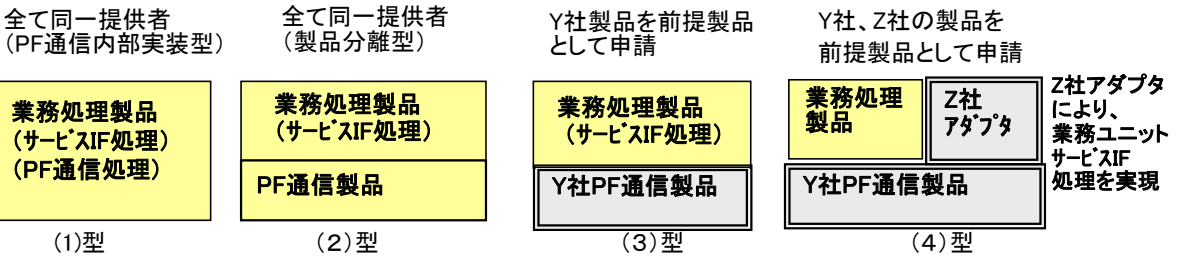 全て同一提供者
(PF通信内部実装型)
業務処理製品
(サービスIF処理)
(PF通信処理)
(1)型
全て同一提供者
(製品分離型)
業務処理製品
(サービスIF処理)
PF通信製品
(2)型
Y社製品を前提製品
として申請
業務処理製品
(サービスIF処理)
Y社PF通信製品
(3)型
Y社、Z社の製品を
前提製品として申請
業務処理
製品
Z社
アダプタ
Y社PF通信製品
Z社アダプタ
により、
業務ユニット
サービスIF
処理を実現
(4)型